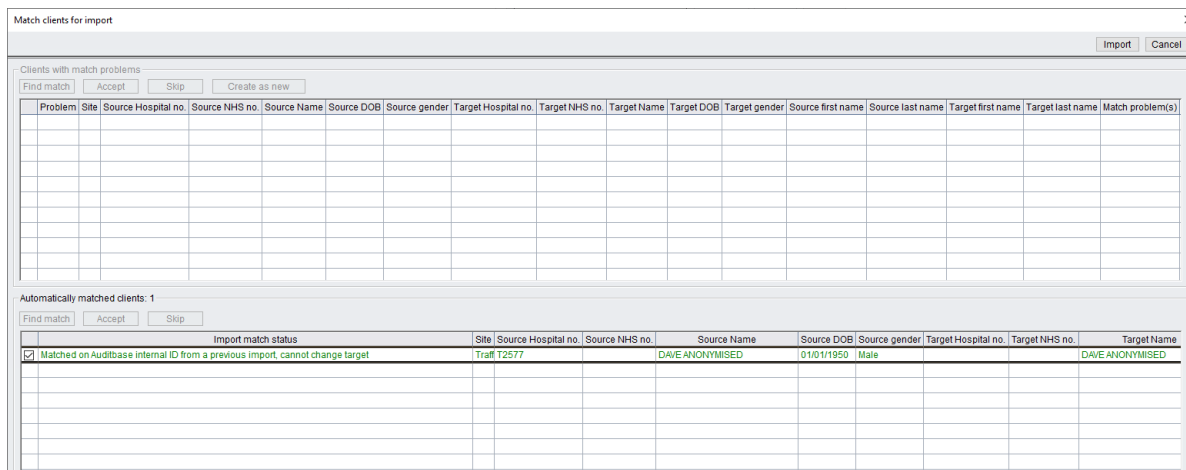 Match clients for import
Import Cancel
Clients with match problems
Find match Accept Skip Create as new
Problem Site Source Hospital no. Source NHS no. Source Name Source DOB Source gender Target Hospital no. Target NHS no. Target Name Target DOB Target gender Source first name Source last name Target first name Target last name Match problem(s)
Automatically matched clients: 1
Find match Accept Skip
Import match status Site Source Hospital no. Source NHS no. Source Name Source DOB Source gender Target Hospital no. Target NHS no. Target Name
Matched on Auditbase internal ID from a previous import, cannot change target Traff T2577 DAVE ANONYMISED 01/01/1950 Male DAVE ANONYMISED